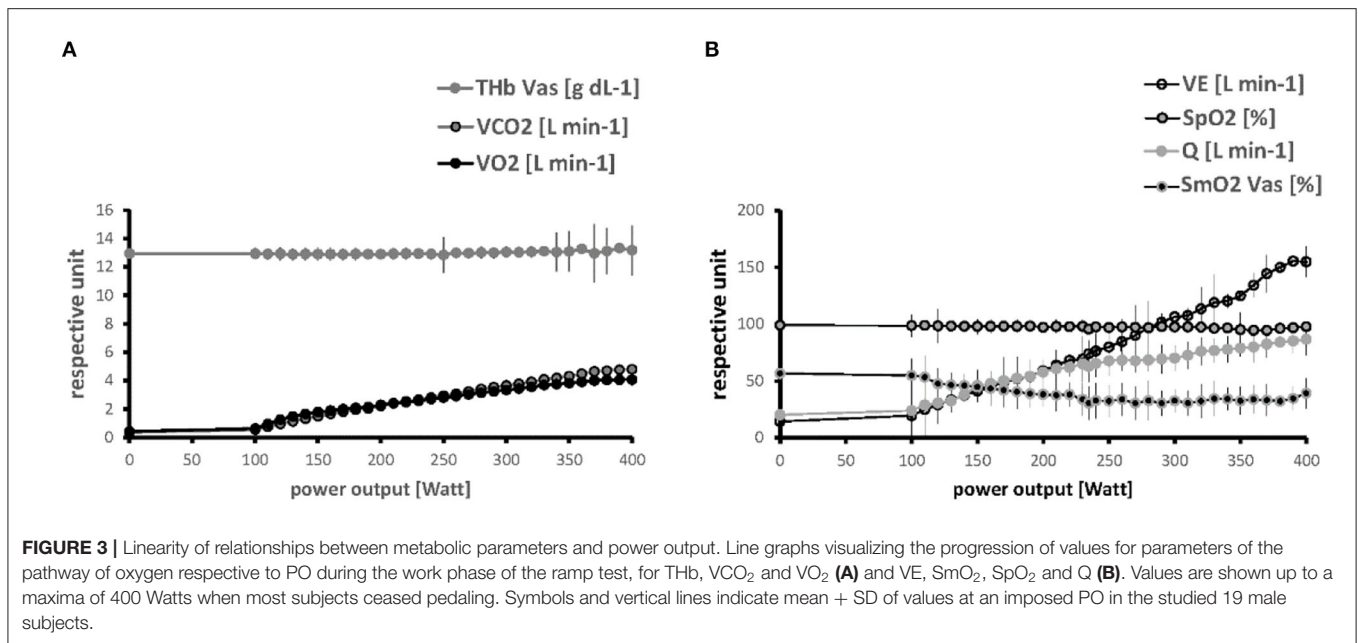 A
THb Vas [g dL-1]
VCO2 [L min-1]
VO2 [L min-1]
respective unit
16
14
12
10
8
6
4
2
0
0 50 100 150 200 250 300 350 400
power output [Watt]
B
VE [L min-1]
SpO2 [%]
Q [L min-1]
SmO2 Vas [%]
respective unit
200
150
100
50
0
0 50 100 150 200 250 300 350 400
power output [Watt]
FIGURE 3 | Linearity of relationships between metabolic parameters and power output. Line graphs visualizing the progression of values for parameters of the
pathway of oxygen respective to PO during the work phase of the ramp test, for THb, VCO₂ and VO₂ (A) and VE, SmO₂, SpO₂ and Q (B). Values are shown up to a
maxima of 400 Watts when most subjects ceased pedaling. Symbols and vertical lines indicate mean + SD of values at an imposed PO in the studied 19 male
subjects.